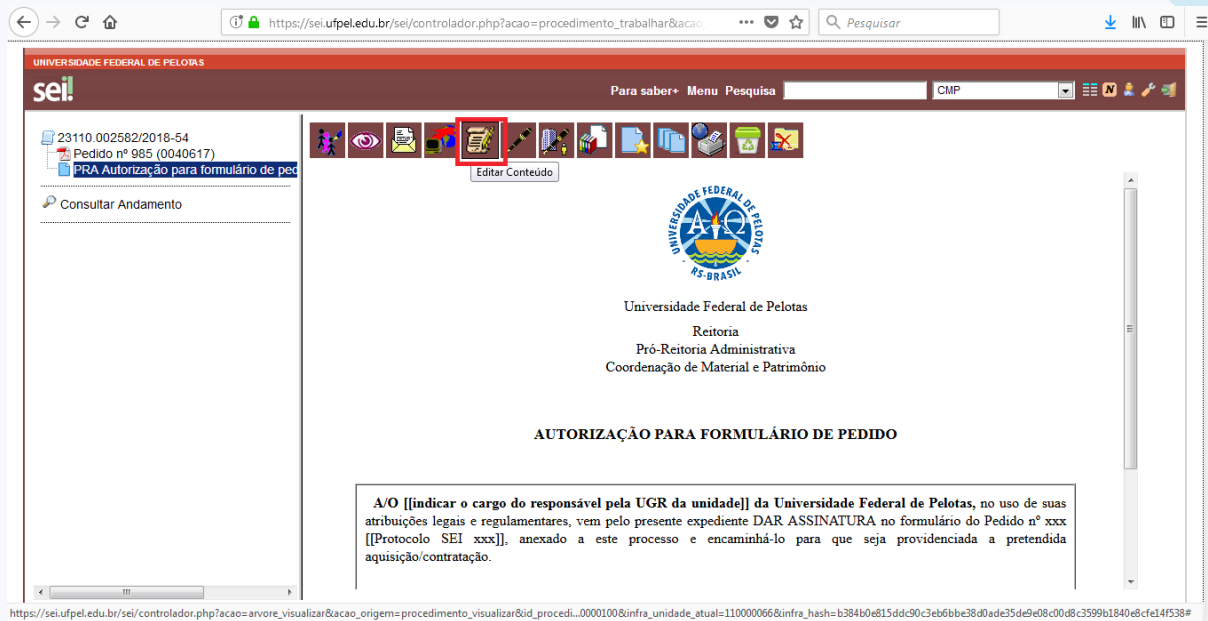 https://sei.ufpel.edu.br/sei/controlador.php?acao=procedimento_trabalhar&acao
Pesquisar
UNIVERSIDADE FEDERAL DE PELOTAS
sei!
Para saber+ Menu Pesquisa
CMP
N
23110.002582/2018-54
Pedido nº 985 (0040617)
PRA Autorização para formulário de ped
Consultar Andamento
Editar Conteúdo
UNIVERSIDADE FEDERAL DE PELOTAS
RS-BRASIL
Universidade Federal de Pelotas
Reitoria
Pró-Reitoria Administrativa
Coordenação de Material e Patrimônio
AUTORIZAÇÃO PARA FORMULÁRIO DE PEDIDO
A/O [[indicar o cargo do responsável pela UGR da unidade]] da Universidade Federal de Pelotas, no uso de suas
atribuições legais e regulamentares, vem pelo presente expediente DAR ASSINATURA no formulário do Pedido nº xxx
[[Protocolo SEI xxx]], anexado a este processo e encaminhá-lo para que seja providenciada a pretendida
aquisição/contratação.
https://sei.ufpel.edu.br/sei/controlador.php?acao=arvore_visualizar&acao_origem=procedimento_visualizar&id_procedi...0000100&infra_unidade_atual=110000066&infra_hash=b384b0e815ddc90c3eb6bbe38d0ade35de9e08c00d8c3599b1840e8cfe14f538#